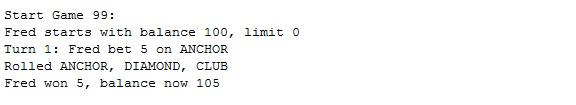 Start Game 99:
Fred starts with balance 100, limit 0
Turn 1: Fred bet 5 on ANCHOR
Rolled ANCHOR, DIAMOND, CLUB
Fred won 5, balance now 105